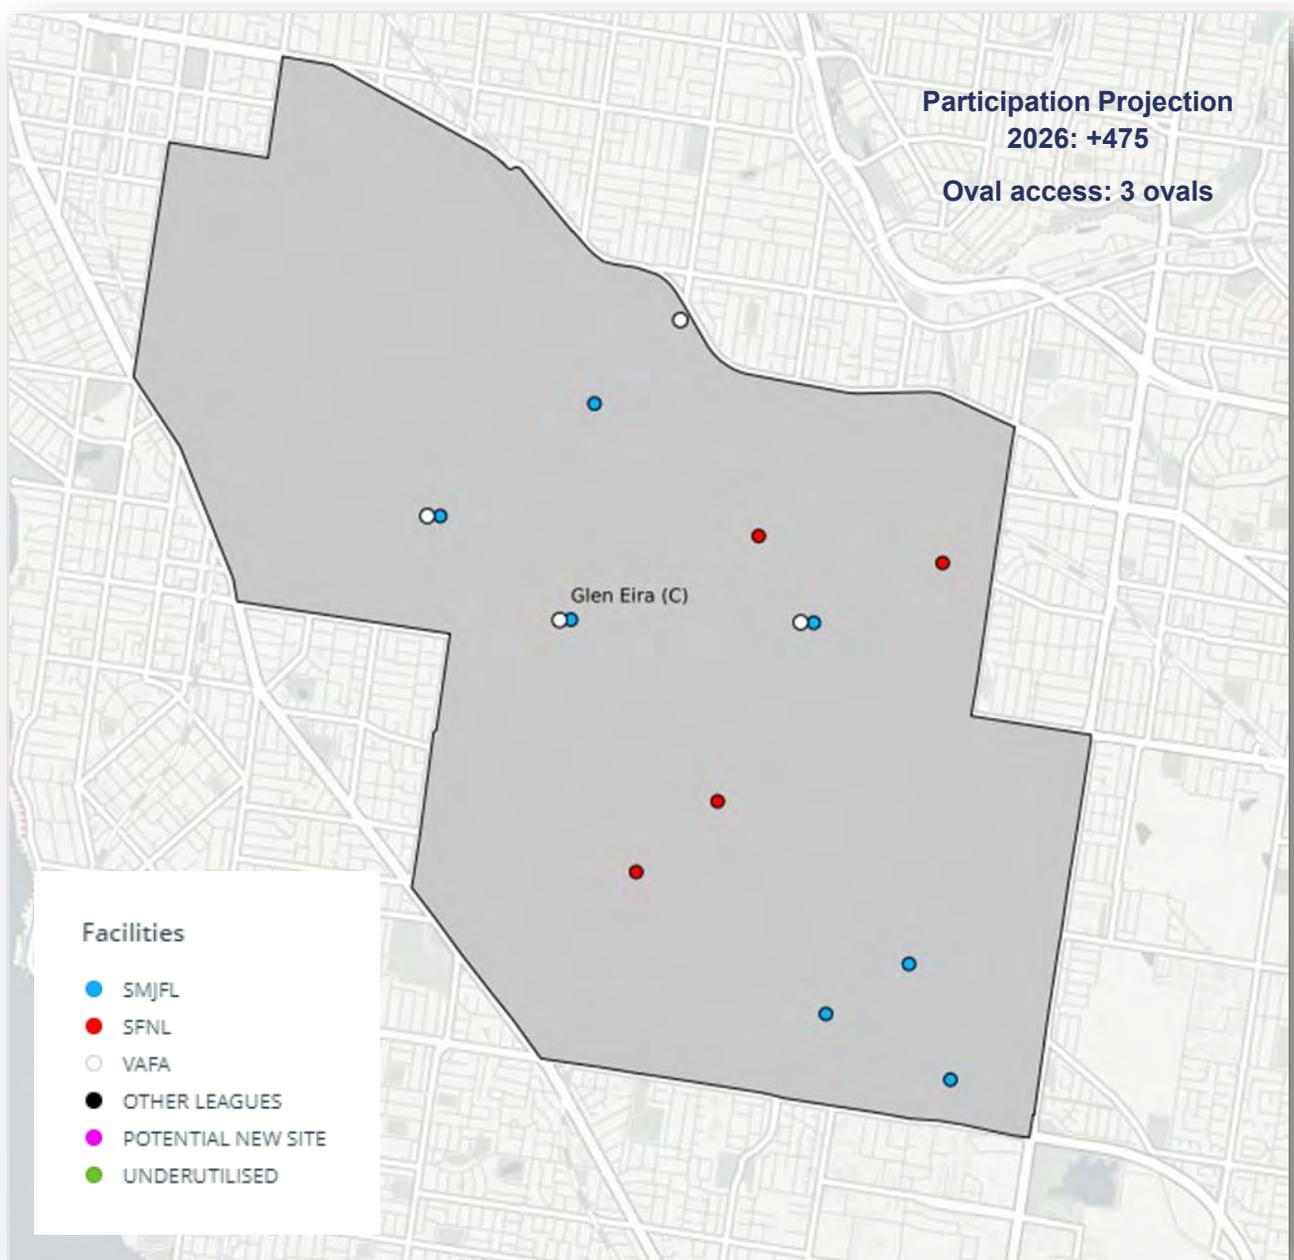 Participation Projection
2026: +475
Oval access: 3 ovals
Glen Eira (C)
Facilities
SMJFL
SFNL
VAFA
OTHER LEAGUES
POTENTIAL NEW SITE
UNDERUTILISED